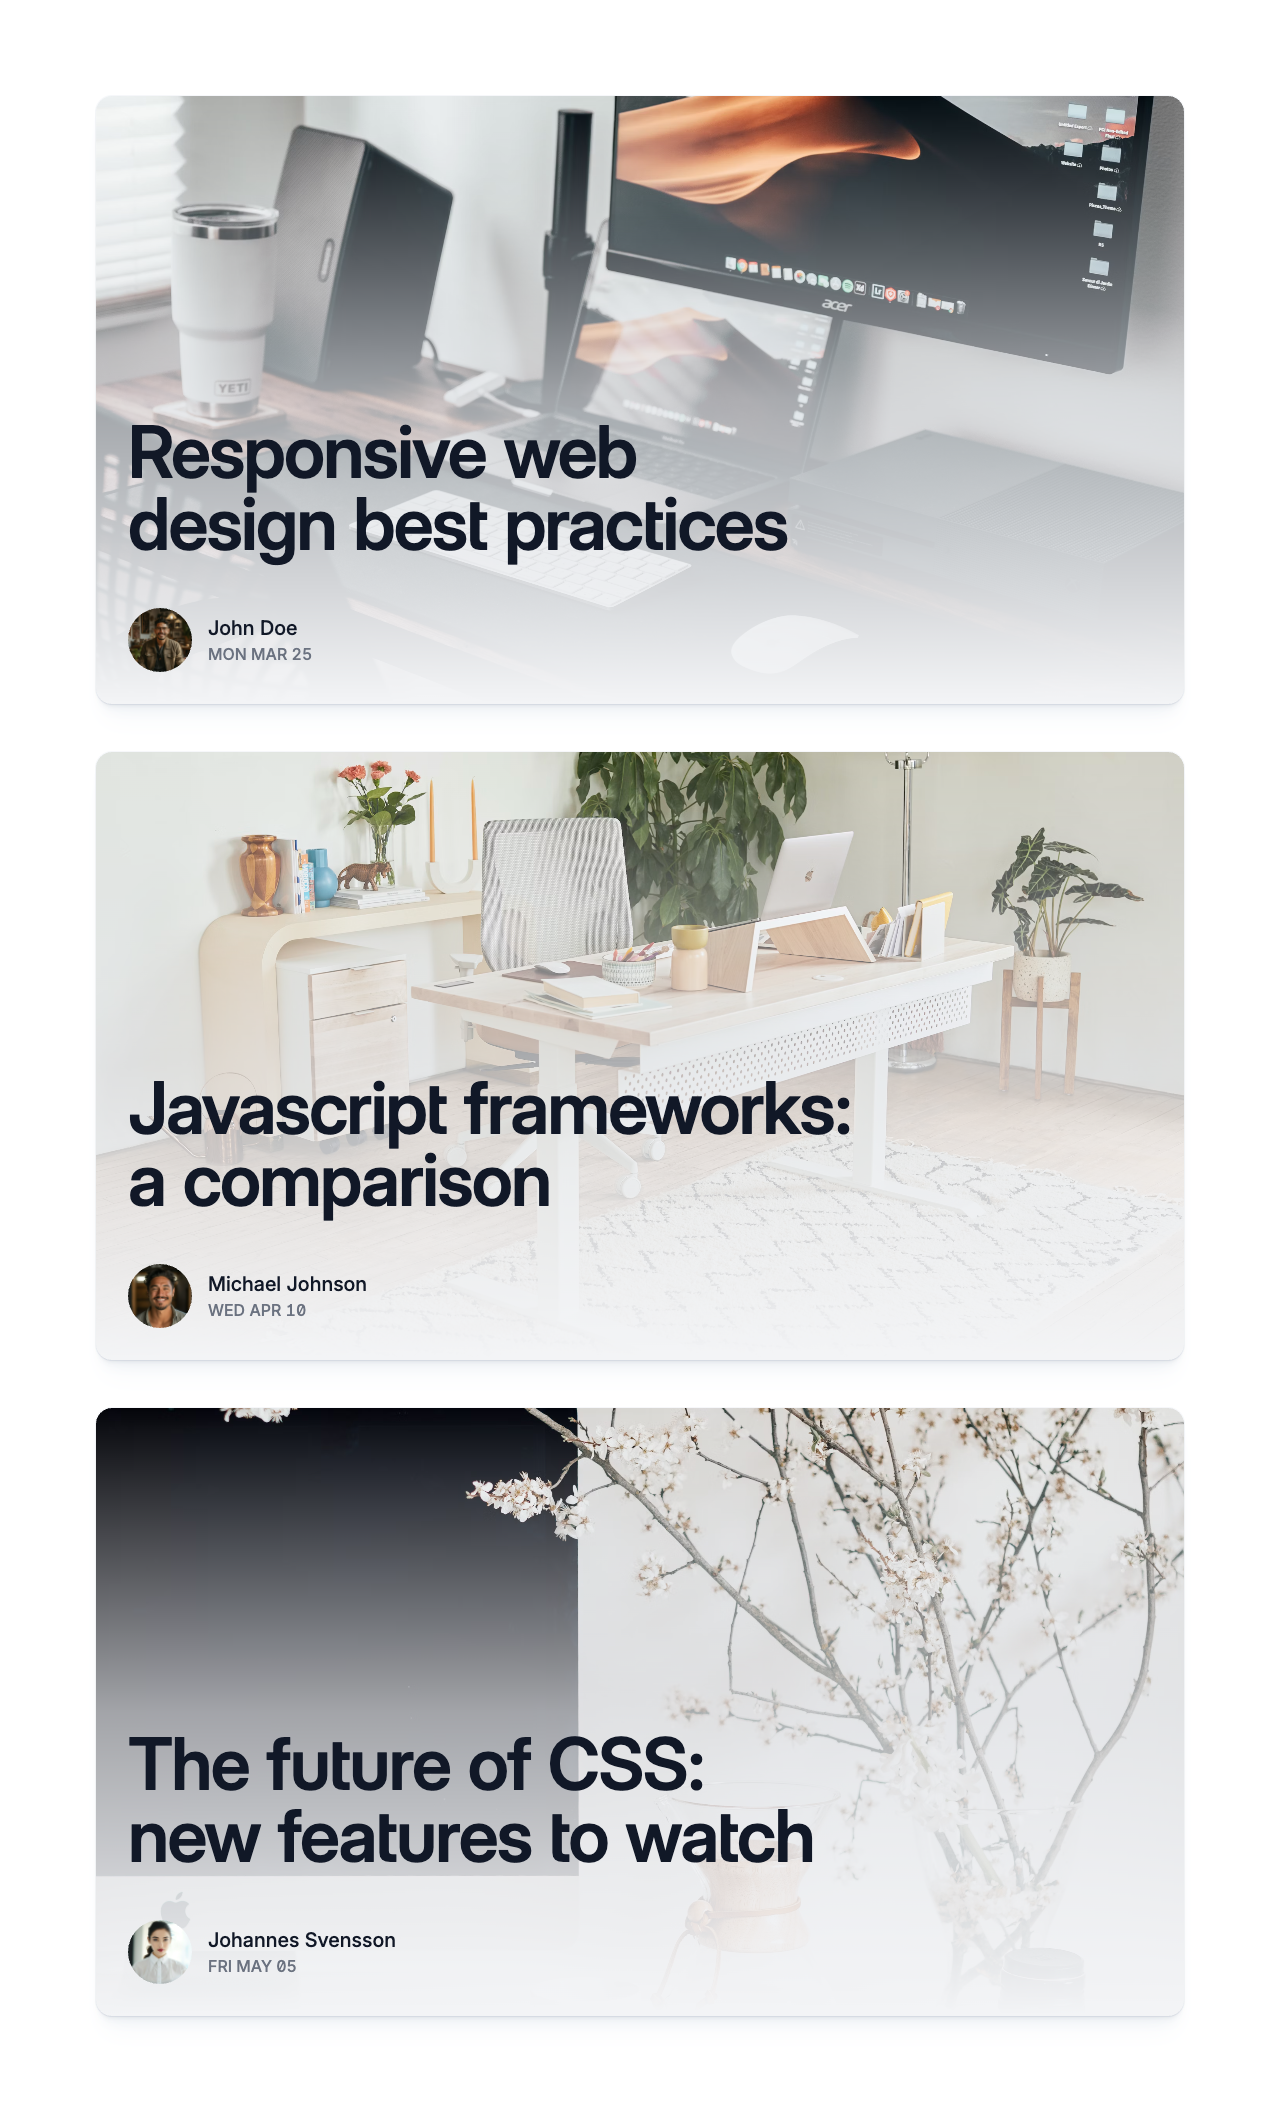 acer
YETI
Responsive web
design best practices
John Doe
MON MAR 25
Javascript frameworks:
a comparison
Michael Johnson
WED APR 10
The future of CSS:
new features to watch
Johannes Svensson
FRI MAY 05